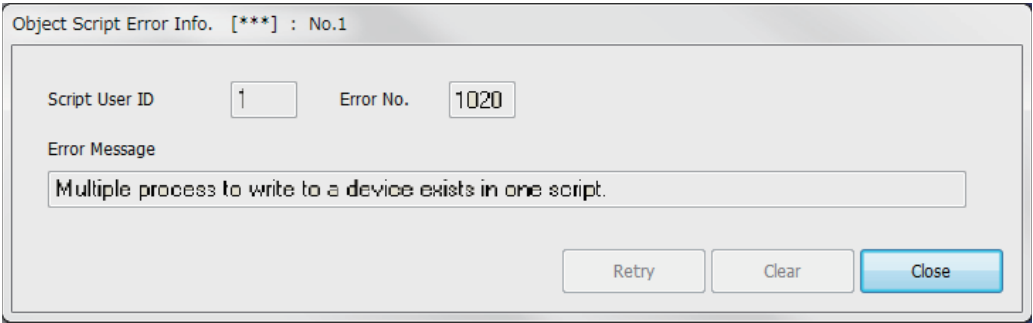 Object Script Error Info. [***] : No.1
Script User ID 1 Error No. 1020
Error Message
Multiple process to write to a device exists in one script.
Retry Clear Close